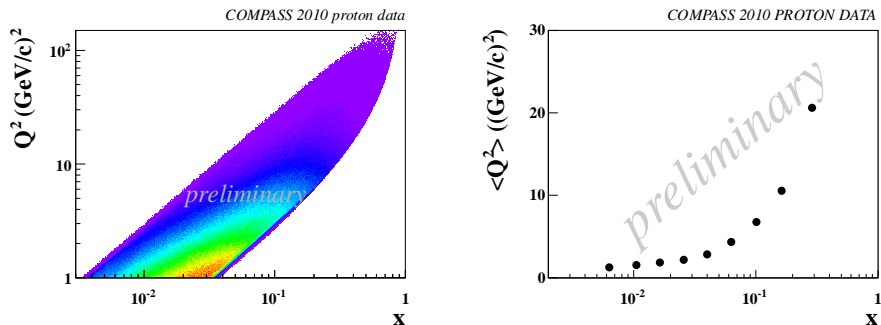 COMPASS 2010 proton data
Q² (GeV/c)²
10²
10
1
preliminary
10⁻²
10⁻¹
1
x
COMPASS 2010 PROTON DATA
<Q²> ((GeV/c)²)
30
20
10
0
preliminary
10⁻²
10⁻¹
1
x